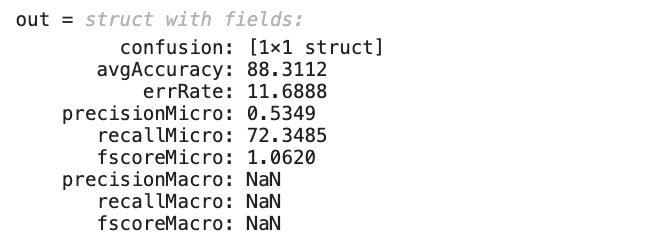 out = struct with fields:
confusion: [1×1 struct]
avgAccuracy: 88.3112
errRate: 11.6888
precisionMicro: 0.5349
recallMicro: 72.3485
fscoreMicro: 1.0620
precisionMacro: NaN
recallMacro: NaN
fscoreMacro: NaN